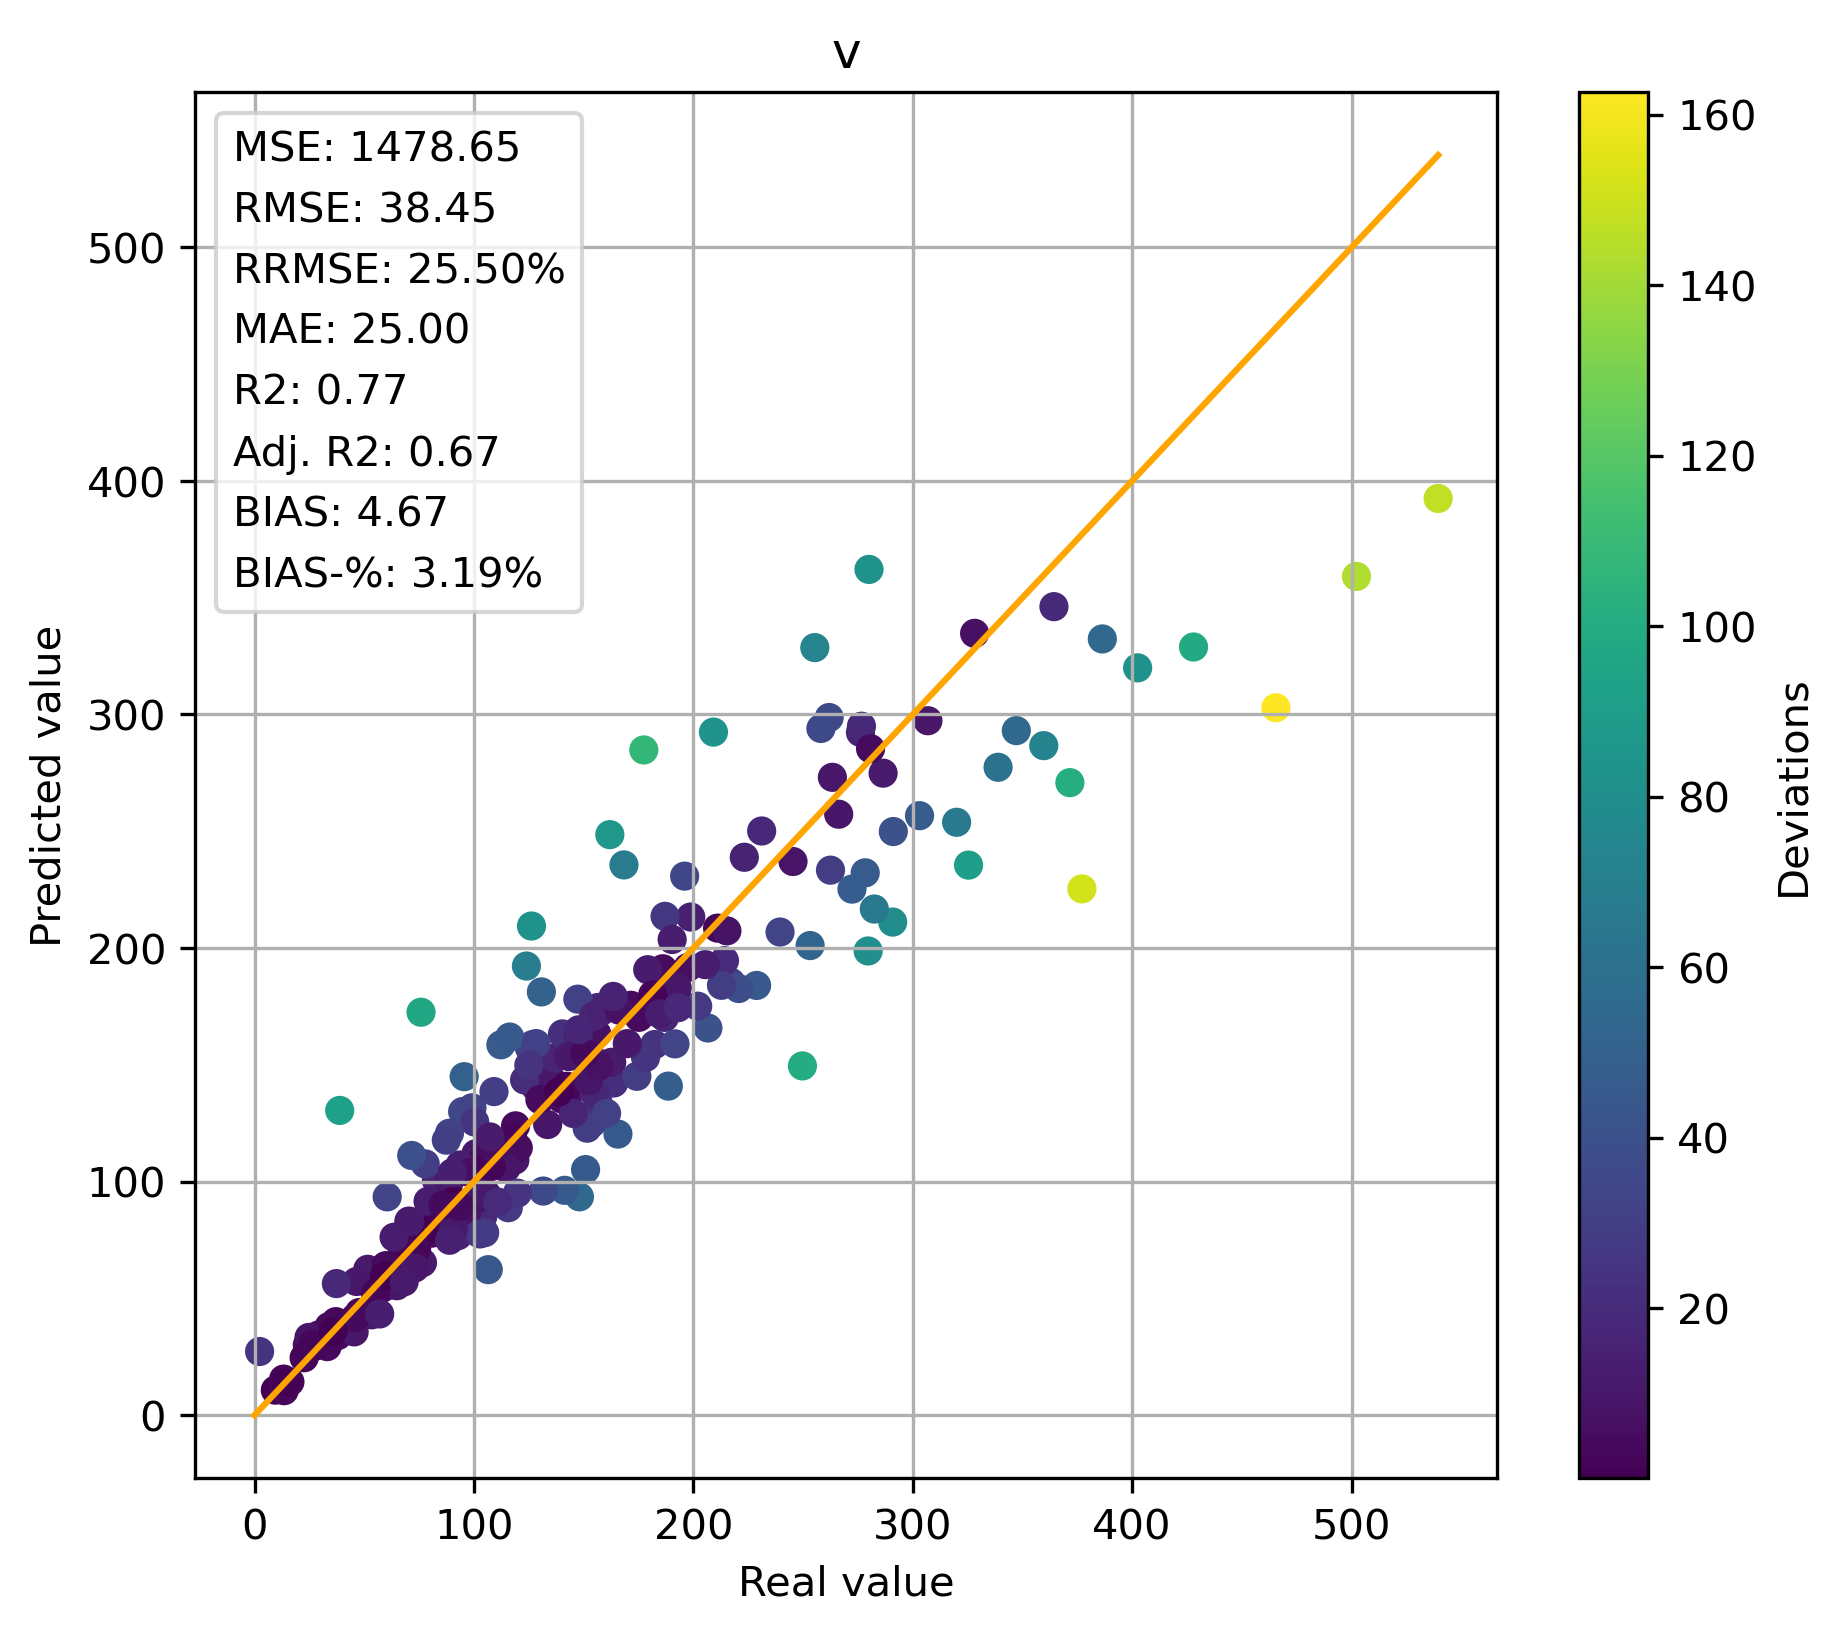 v
MSE: 1478.65
RMSE: 38.45
RRMSE: 25.50%
MAE: 25.00
R2: 0.77
Adj. R2: 0.67
BIAS: 4.67
BIAS-%: 3.19%
Predicted value
500
400
300
200
100
0
0 100 200 300 400 500
Real value
160
140
120
100
80
60
40
20
Deviations